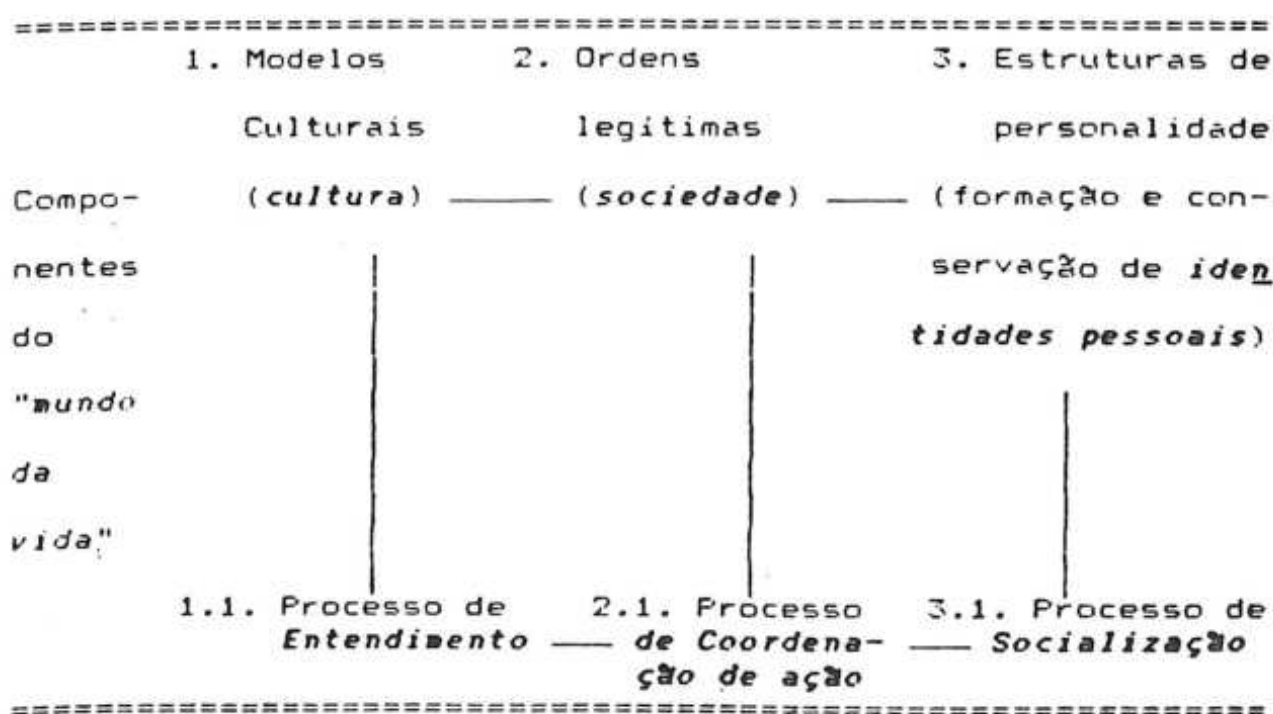 1. Modelos 2. Ordens 3. Estruturas de
Culturais legítimas personalidade
Compo- (cultura) —— (sociedade) —— (formação e con-
nentes servação de iden
do tidades pessoais)
"mundo
da
vida"
1.1. Processo de 2.1. Processo 3.1. Processo de
Entendimento —— de Coordena- —— Socialização
ção de ação